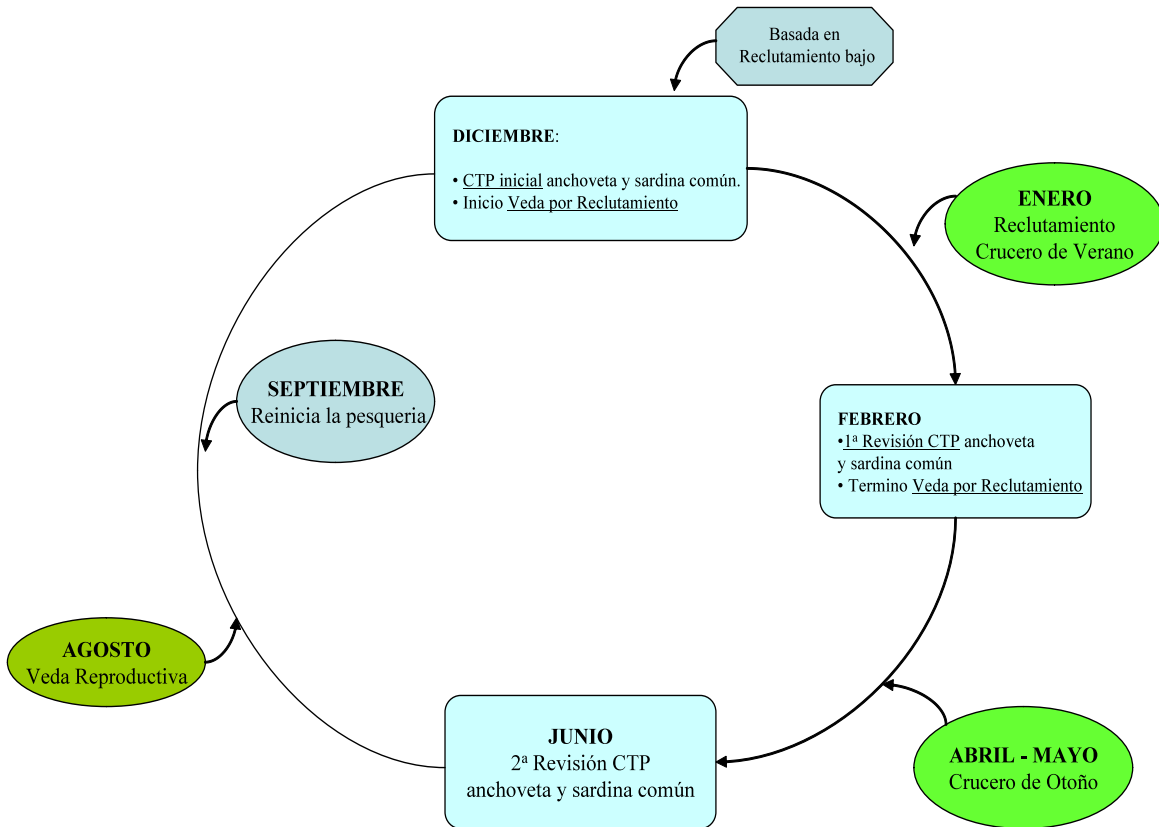 Basada en
Reclutamiento bajo
DICIEMBRE:
• CTP inicial anchoveta y sardina común.
• Inicio Veda por Reclutamiento
ENERO
Reclutamiento
Crucero de Verano
SEPTIEMBRE
Reinicia la pesqueria
FEBRERO
•1ª Revisión CTP anchoveta
y sardina común
• Termino Veda por Reclutamiento
AGOSTO
Veda Reproductiva
JUNIO
2ª Revisión CTP
anchoveta y sardina común
ABRIL - MAYO
Crucero de Otoño